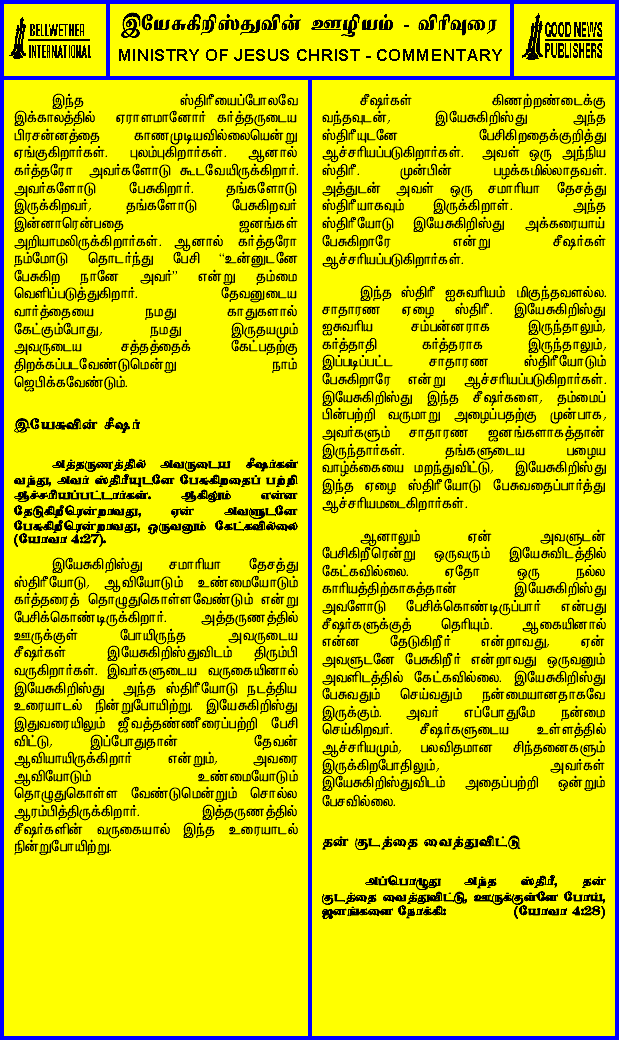 BELLWETHER
INTERNATIONAL
இயேசுகிறிஸ்துவின் ஊழியம் - விரிவுரை
MINISTRY OF JESUS CHRIST - COMMENTARY
GOOD NEWS
PUBLISHERS
இந்த ஸ்திரீயைப்போலவே
இக்காலத்தில் ஏராளமானோர் கர்த்தருடைய
பிரசன்னத்தை காணமுடியவில்லையென்று
ஏங்குகிறார்கள். புலம்புகிறார்கள். ஆனால்
கர்த்தரோ அவர்களோடு கூடவேயிருக்கிறார்.
அவர்களோடு பேசுகிறார். தங்களோடு
இருக்கிறவர், தங்களோடு பேசுகிறவர்
இன்னாரென்பதை ஜனங்கள்
அறியாமலிருக்கிறார்கள். ஆனால் கர்த்தரோ
நம்மோடு தொடர்ந்து பேசி “உன்னுடனே
பேசுகிற நானே அவர்” என்று தம்மை
வெளிப்படுத்துகிறார். தேவனுடைய
வார்த்தையை நமது காதுகளால்
கேட்கும்போது, நமது இருதயமும்
அவருடைய சத்தத்தைக் கேட்பதற்கு
திறக்கப்படவேண்டுமென்று நாம்
ஜெபிக்கவேண்டும்.
இயேசுவின் சீஷர்
அத்தருணத்தில் அவருடைய சீஷர்கள்
வந்து, அவர் ஸ்திரீயுடனே பேசுகிறதைப் பற்றி
ஆச்சரியப்பட்டார்கள். ஆகிலும் என்ன
தேடுகிறீரென்றாவது, ஏன் அவளுடனே
பேசுகிறீரென்றாவது, ஒருவனும் கேட்கவில்லை
(யோவா 4:27).
இயேசுகிறிஸ்து சமாரியா தேசத்து
ஸ்திரீயோடு, ஆவியோடும் உண்மையோடும்
கர்த்தரைத் தொழுதுகொள்ளவேண்டும் என்று
பேசிக்கொண்டிருக்கிறார். அத்தருணத்தில்
ஊருக்குள் போயிருந்த அவருடைய
சீஷர்கள் இயேசுகிறிஸ்துவிடம் திரும்பி
வருகிறார்கள். இவர்களுடைய வருகையினால்
இயேசுகிறிஸ்து அந்த ஸ்திரீயோடு நடத்திய
உரையாடல் நின்றுபோயிற்று. இயேசுகிறிஸ்து
இதுவரையிலும் ஜீவத்தண்ணீரைப்பற்றி பேசி
விட்டு, இப்போதுதான் தேவன்
ஆவியாயிருக்கிறார் என்றும், அவரை
ஆவியோடும் உண்மையோடும்
தொழுதுகொள்ள வேண்டுமென்றும் சொல்ல
ஆரம்பித்திருக்கிறார். இத்தருணத்தில்
சீஷர்களின் வருகையால் இந்த உரையாடல்
நின்றுபோயிற்று.
சீஷர்கள் கிணற்றண்டைக்கு
வந்தவுடன், இயேசுகிறிஸ்து அந்த
ஸ்திரீயுடனே பேசிகிறதைக்குறித்து
ஆச்சரியப்படுகிறார்கள். அவள் ஒரு அந்நிய
ஸ்திரீ. முன்பின் பழக்கமில்லாதவள்.
அத்துடன் அவள் ஒரு சமாரியா தேசத்து
ஸ்திரீயாகவும் இருக்கிறாள். அந்த
ஸ்திரீயோடு இயேசுகிறிஸ்து அக்கரையாய்
பேசுகிறாரே என்று சீஷர்கள்
ஆச்சரியப்படுகிறார்கள்.
இந்த ஸ்திரீ ஐசுவரியம் மிகுந்தவளல்ல.
சாதாரண ஏழை ஸ்திரீ. இயேசுகிறிஸ்து
ஐசுவரிய சம்பன்னராக இருந்தாலும்,
கர்த்தாதி கர்த்தராக இருந்தாலும்,
இப்படிப்பட்ட சாதாரண ஸ்திரீயோடும்
பேசுகிறாரே என்று ஆச்சரியப்படுகிறார்கள்.
இயேசுகிறிஸ்து இந்த சீஷர்களை, தம்மைப்
பின்பற்றி வருமாறு அழைப்பதற்கு முன்பாக,
அவர்களும் சாதாரண ஜனங்களாகத்தான்
இருந்தார்கள். தங்களுடைய பழைய
வாழ்க்கையை மறந்துவிட்டு, இயேசுகிறிஸ்து
இந்த ஏழை ஸ்திரீயோடு பேசுவதைப்பார்த்து
ஆச்சரியமடைகிறார்கள்.
ஆனாலும் ஏன் அவளுடன்
பேசிகிறீரென்று ஒருவரும் இயேசுவிடத்தில்
கேட்கவில்லை. ஏதோ ஒரு நல்ல
காரியத்திற்காகத்தான் இயேசுகிறிஸ்து
அவளோடு பேசிக்கொண்டிருப்பார் என்பது
சீஷர்களுக்குத் தெரியும். ஆகையினால்
என்ன தேடுகிறீர் என்றாவது, ஏன்
அவளுடனே பேசுகிறீர் என்றாவது ஒருவனும்
அவளிடத்தில் கேட்கவில்லை. இயேசுகிறிஸ்து
பேசுவதும் செய்வதும் நன்மையானதாகவே
இருக்கும். அவர் எப்போதுமே நன்மை
செய்கிறவர். சீஷர்களுடைய உள்ளத்தில்
ஆச்சரியமும், பலவிதமான சிந்தனைகளும்
இருக்கிறபோதிலும், அவர்கள்
இயேசுகிறிஸ்துவிடம் அதைப்பற்றி ஒன்றும்
பேசவில்லை.
தன் குடத்தை வைத்துவிட்டு
அப்பொழுது அந்த ஸ்திரீ, தன்
குடத்தை வைத்துவிட்டு, ஊருக்குள்ளே போய்,
ஜனங்களை நோக்கி: (யோவா 4:28)